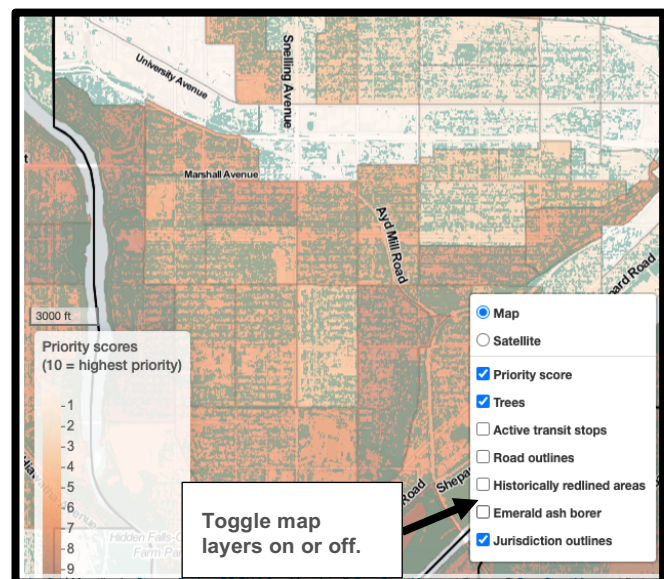 Snelling Avenue
University Avenue
Marshall Avenue
Ayd Mill Road
Shepard Road
3000 ft
Priority scores
(10 = highest priority)
-1
-2
-3
-4
-5
-6
-7
-8
-9
Map
Satellite
Priority score
Trees
Active transit stops
Road outlines
Historically redlined areas
Emerald ash borer
Jurisdiction outlines
Toggle map
layers on or off.
Road
Hidden Falls-
Farm Par